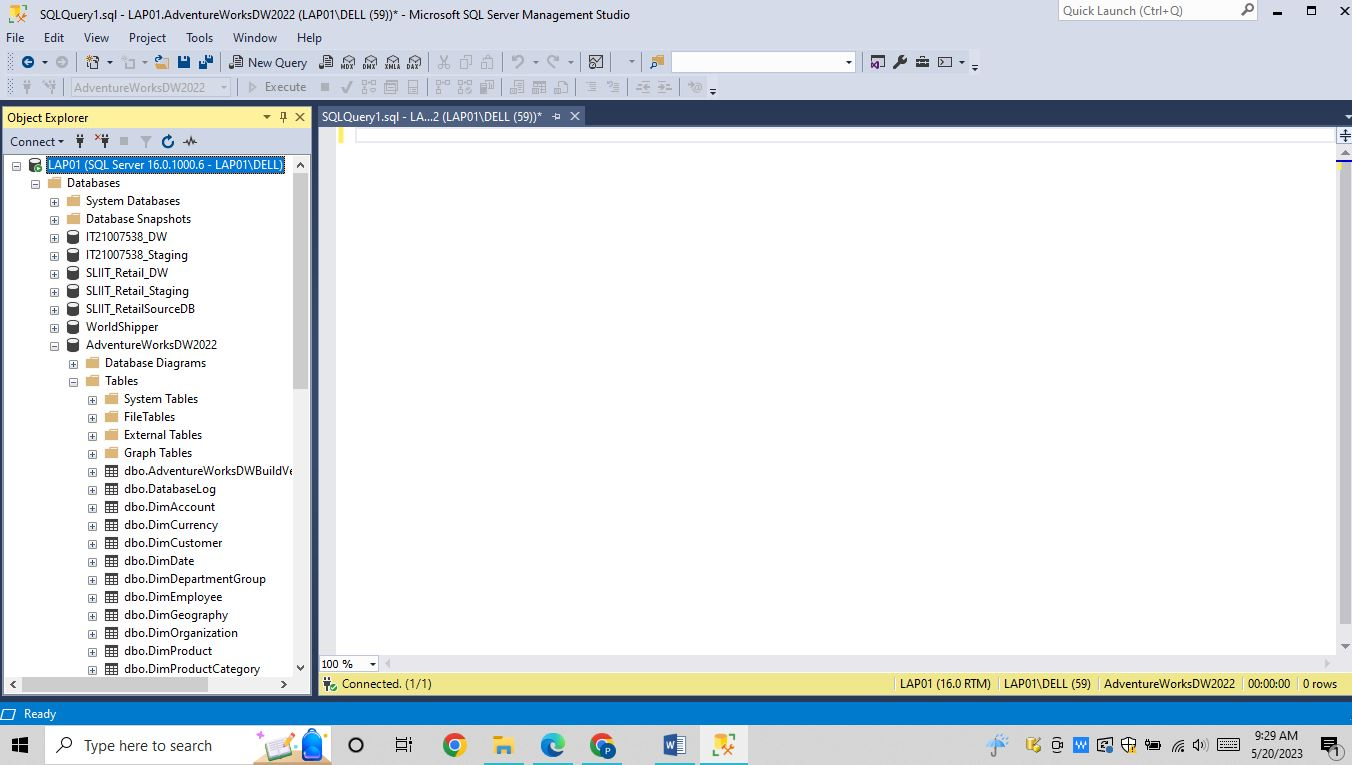 SQLQuery1.sql - LAP01.AdventureWorksDW2022 (LAP01\DELL (59))* - Microsoft SQL Server Management Studio
Quick Launch (Ctrl+Q)
File Edit View Project Tools Window Help
New Query MDX DMX XMLA DAX
AdventureWorksDW2022 Execute
Object Explorer
SQLQuery1.sql - LA...2 (LAP01\DELL (59))*
Connect
LAP01 (SQL Server 16.0.1000.6 - LAP01\DELL)
Databases
System Databases
Database Snapshots
IT21007538_DW
IT21007538_Staging
SLIIT_Retail_DW
SLIIT_Retail_Staging
SLIIT_RetailSourceDB
WorldShipper
AdventureWorksDW2022
Database Diagrams
Tables
System Tables
FileTables
External Tables
Graph Tables
dbo.AdventureWorksDWBuildVe
dbo.DatabaseLog
dbo.DimAccount
dbo.DimCurrency
dbo.DimCustomer
dbo.DimDate
dbo.DimDepartmentGroup
dbo.DimEmployee
dbo.DimGeography
dbo.DimOrganization
dbo.DimProduct
dbo.DimProductCategory
100 %
Connected. (1/1)
LAP01 (16.0 RTM) LAP01\DELL (59) AdventureWorksDW2022 00:00:00 0 rows
Ready
Type here to search
9:29 AM
5/20/2023
1